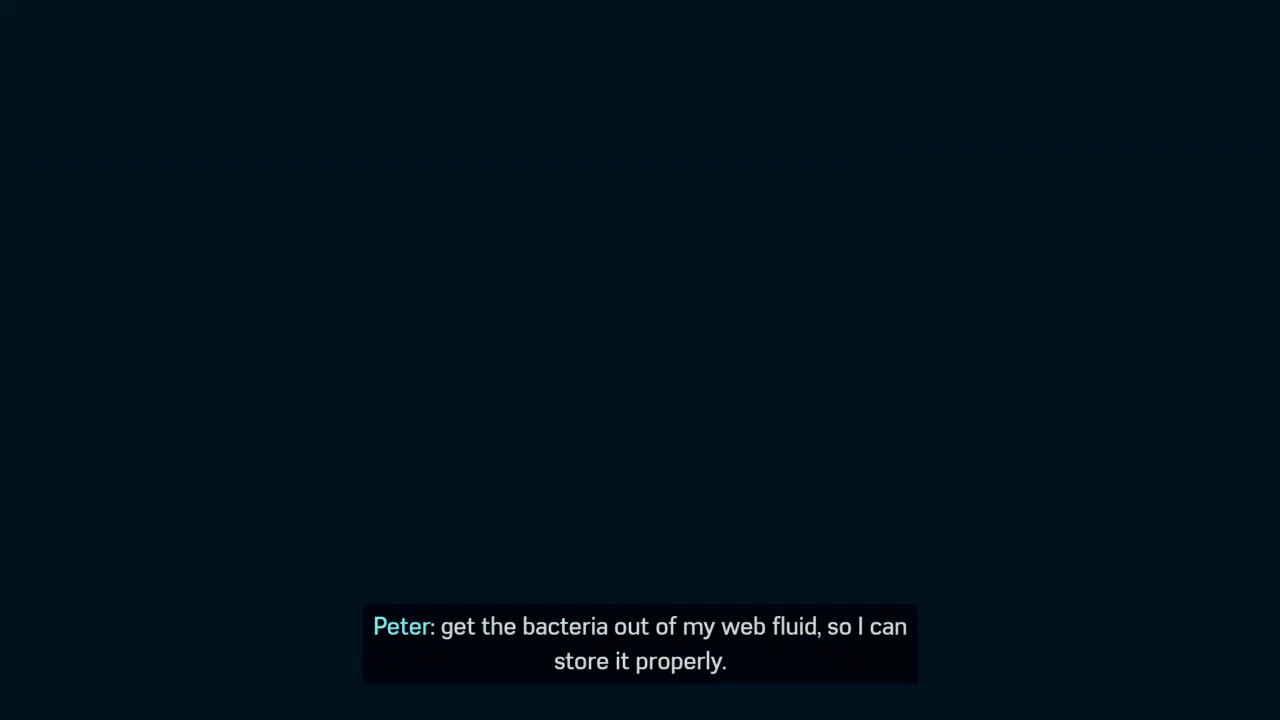 Peter: get the bacteria out of my web fluid, so I can
store it properly.